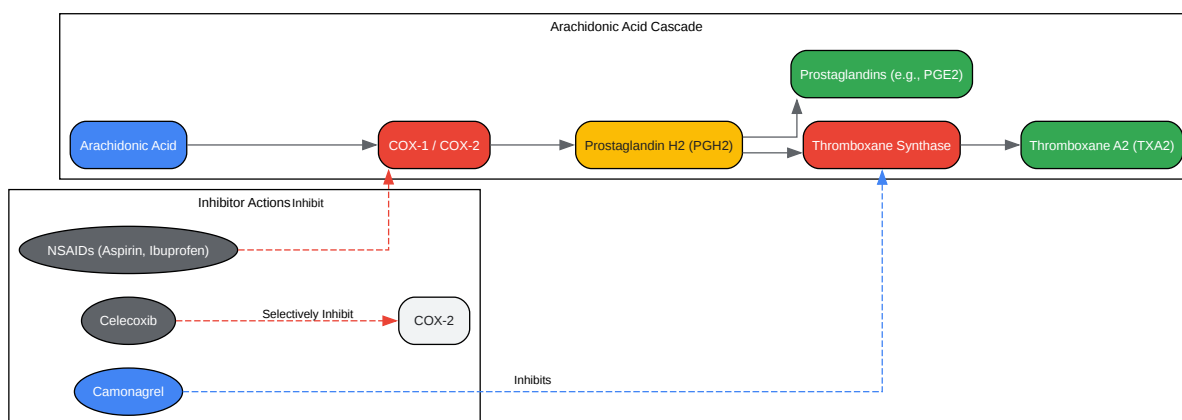 Arachidonic Acid Cascade
Prostaglandins (e.g., PGE2)
Arachidonic Acid
COX-1 / COX-2
Prostaglandin H2 (PGH2)
Thromboxane Synthase
Thromboxane A2 (TXA2)
Inhibitor Actions
Inhibit
NSAIDs (Aspirin, Ibuprofen)
Celecoxib
Selectively Inhibit
COX-2
Camonagrel
Inhibits